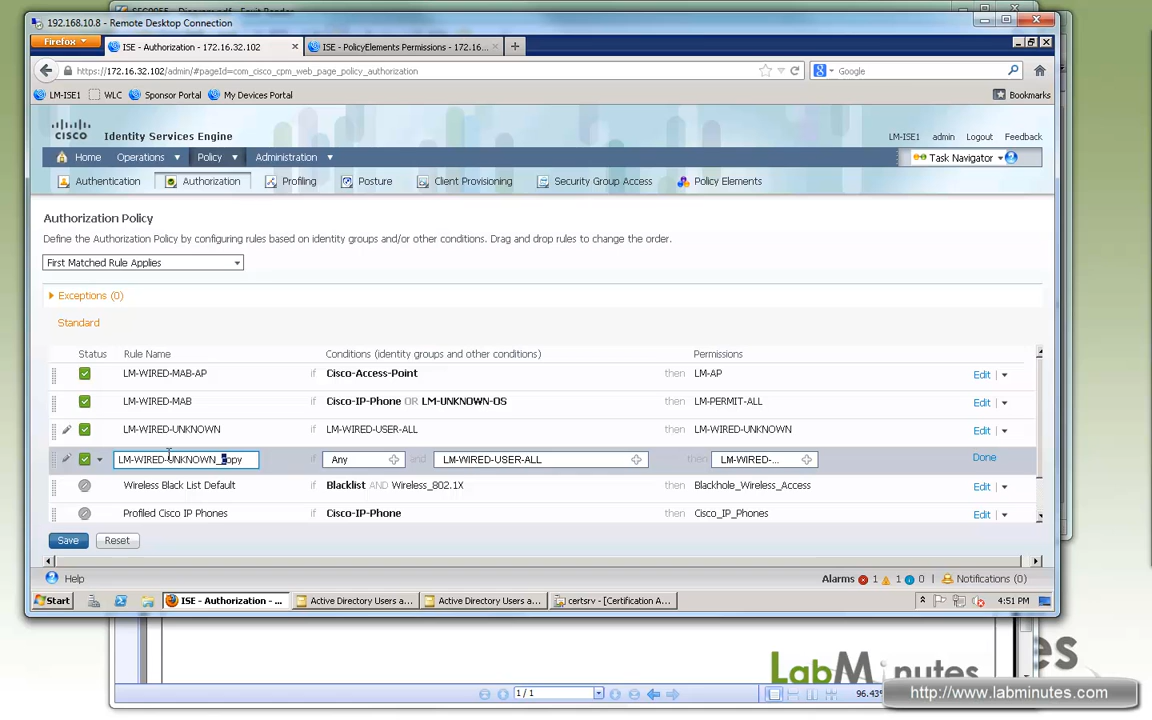 192.168.10.8 - Remote Desktop Connection
Firefox
ISE - Authorization - 172.16.32.102
ISE - PolicyElements Permissions - 172.16...
https://172.16.32.102/admin/#pageId=com_cisco_cpm_web_page_policy_authorization
Google
LM-ISE1 WLC Sponsor Portal My Devices Portal Bookmarks
CISCO Identity Services Engine
LM-ISE1 admin Logout Feedback
Home Operations Policy Administration Task Navigator
Authentication Authorization Profiling Posture Client Provisioning Security Group Access Policy Elements
Authorization Policy
Define the Authorization Policy by configuring rules based on identity groups and/or other conditions. Drag and drop rules to change the order.
First Matched Rule Applies
Exceptions (0)
Standard
Status Rule Name Conditions (identity groups and other conditions) Permissions
LM-WIRED-MAB-AP if Cisco-Access-Point then LM-AP Edit
LM-WIRED-MAB if Cisco-IP-Phone OR LM-UNKNOWN-OS then LM-PERMIT-ALL Edit
LM-WIRED-UNKNOWN if LM-WIRED-USER-ALL then LM-WIRED-UNKNOWN Edit
LM-WIRED-UNKNOWN_copy if Any and LM-WIRED-USER-ALL then LM-WIRED-... Done
Wireless Black List Default if Blacklist AND Wireless_802.1X then Blackhole_Wireless_Access Edit
Profiled Cisco IP Phones if Cisco-IP-Phone then Cisco_IP_Phones Edit
Save Reset
Help Alarms 1 1 0 Notifications (0)
Start ISE - Authorization - ... Active Directory Users a... Active Directory Users a... certsrv - [Certification A... 4:51 PM
LabMinutes
1/1 96.43%
http://www.labminutes.com